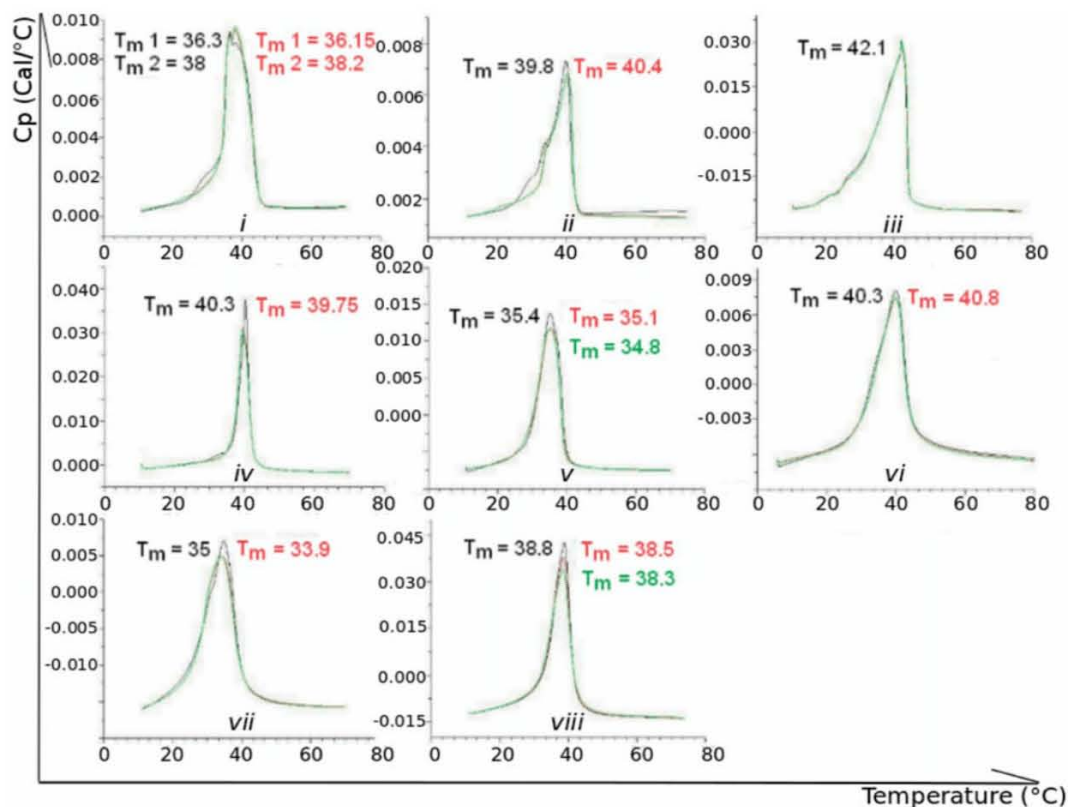 Cp (Cal/°C)
0.010
0.008
0.006
0.004
0.002
0.000
Tm 1 = 36.3
Tm 2 = 38
Tm 1 = 36.15
Tm 2 = 38.2
i
0 20 40 60 80
0.008
0.006
0.004
0.002
Tm = 39.8
Tm = 40.4
ii
0 20 40 60 80
0.030
0.015
0.000
-0.015
Tm = 42.1
iii
0 20 40 60 80
0.040
0.030
0.020
0.010
0.000
Tm = 40.3
Tm = 39.75
iv
0 20 40 60 80
0.020
0.015
0.010
0.005
0.000
Tm = 35.4
Tm = 35.1
Tm = 34.8
v
0 20 40 60 80
0.009
0.006
0.003
0.000
-0.003
Tm = 40.3
Tm = 40.8
vi
0 20 40 60 80
0.010
0.005
0.000
-0.005
-0.010
Tm = 35
Tm = 33.9
vii
0 20 40 60 80
0.045
0.030
0.015
0.000
-0.015
Tm = 38.8
Tm = 38.5
Tm = 38.3
viii
0 20 40 60 80
Temperature (°C)